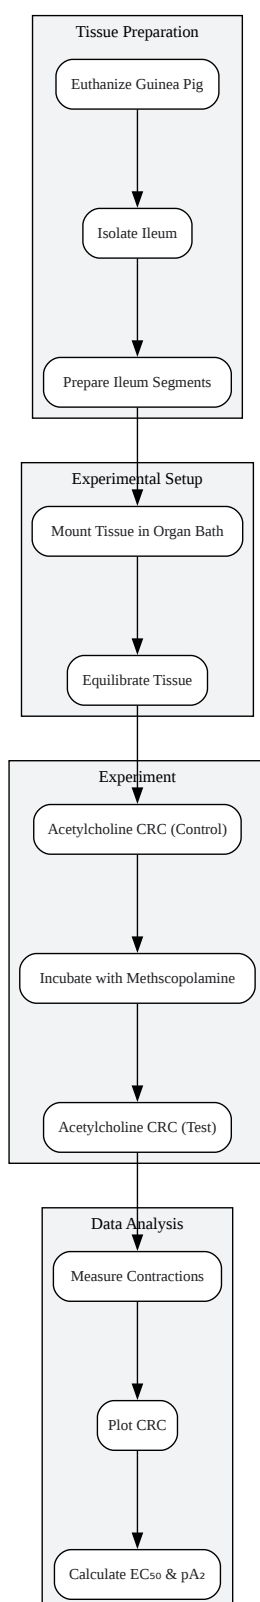 Tissue Preparation
Euthanize Guinea Pig
Isolate Ileum
Prepare Ileum Segments
Experimental Setup
Mount Tissue in Organ Bath
Equilibrate Tissue
Experiment
Acetylcholine CRC (Control)
Incubate with Methscopolamine
Acetylcholine CRC (Test)
Data Analysis
Measure Contractions
Plot CRC
Calculate EC₅₀ & pA₂